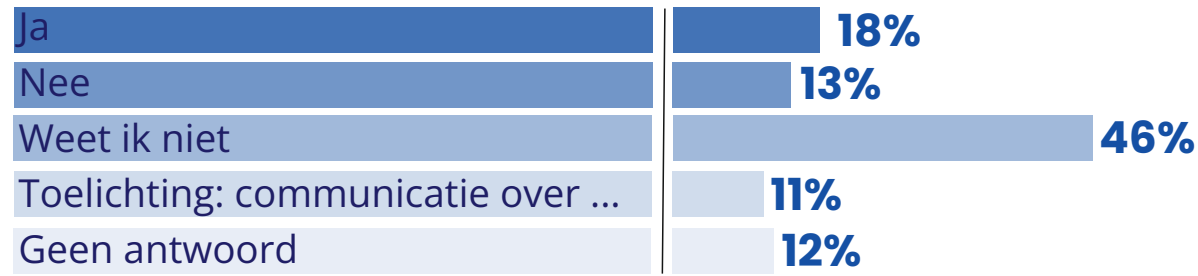 Ja 18%
Nee 13%
Weet ik niet 46%
Toelichting: communicatie over ... 11%
Geen antwoord 12%